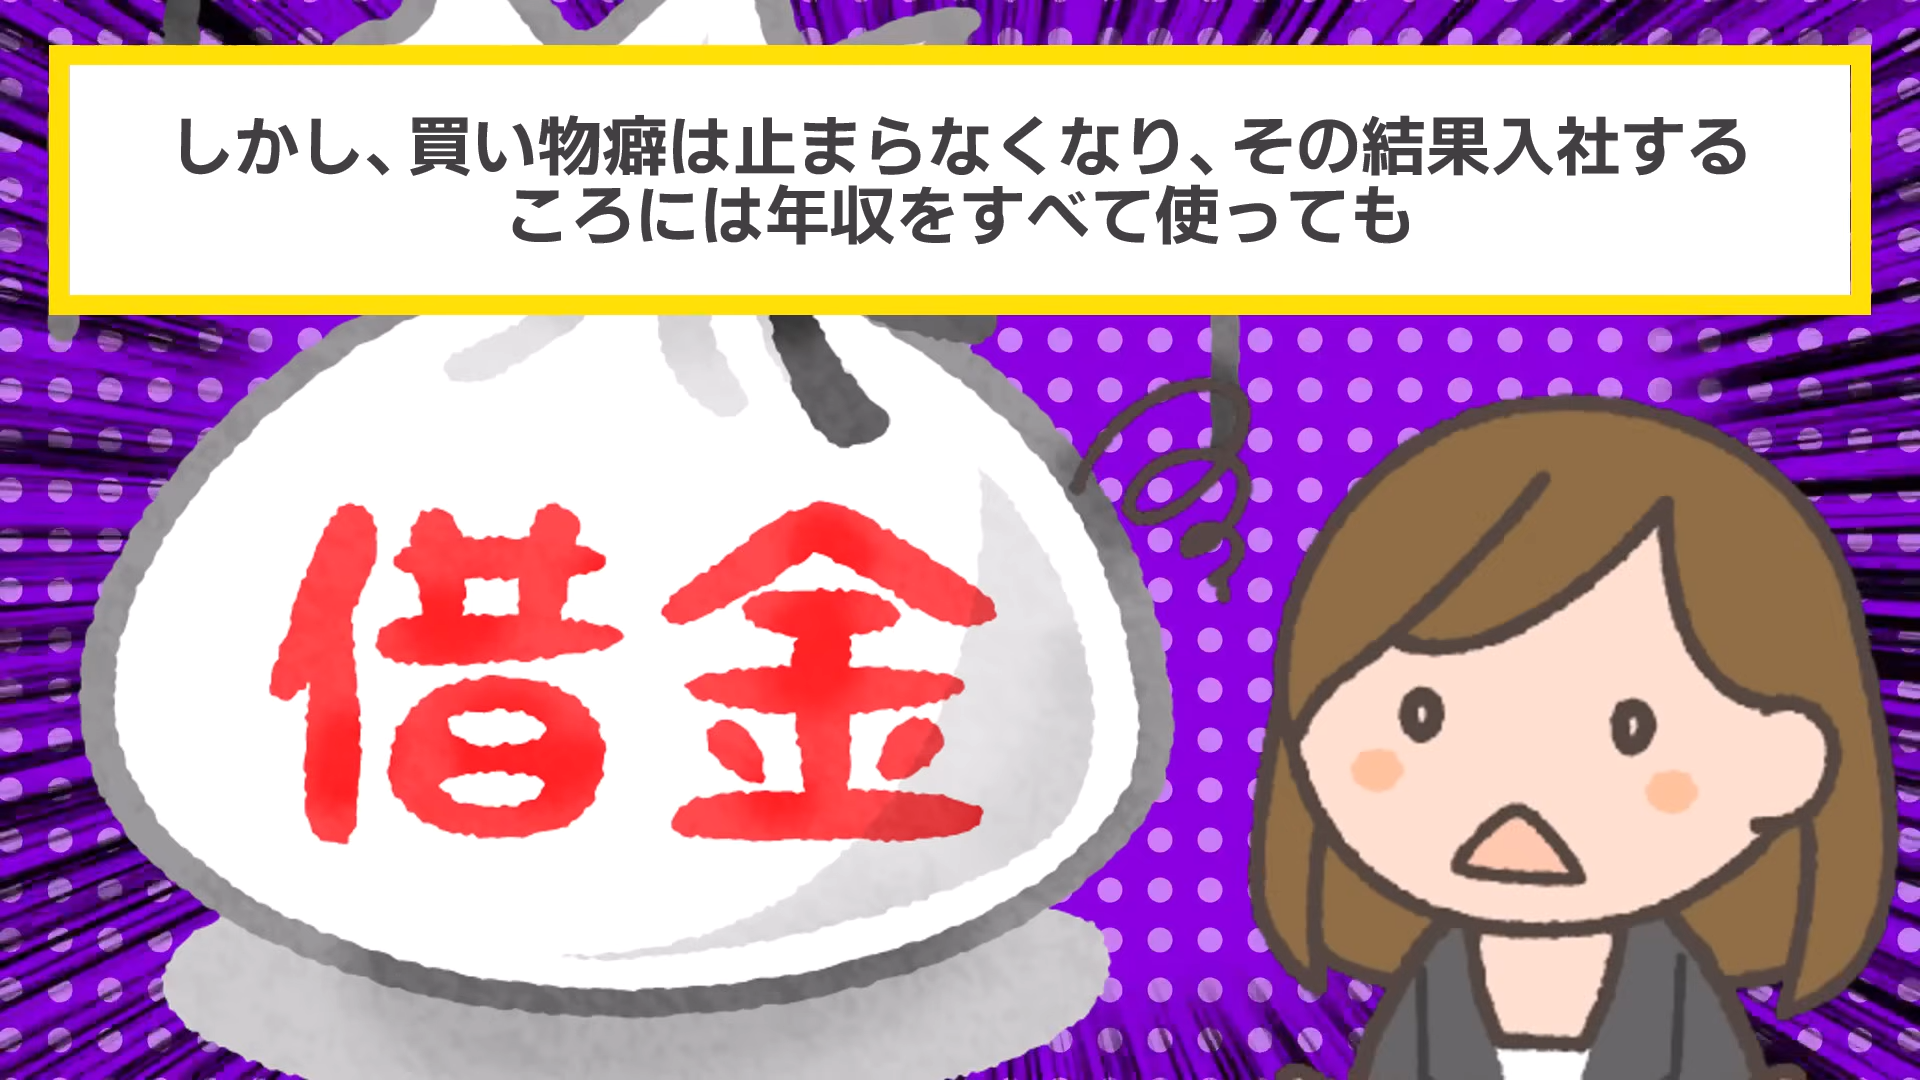 しかし、買い物癖は止まらなくなり、その結果入社する
ころには年収をすべて使っても
借金